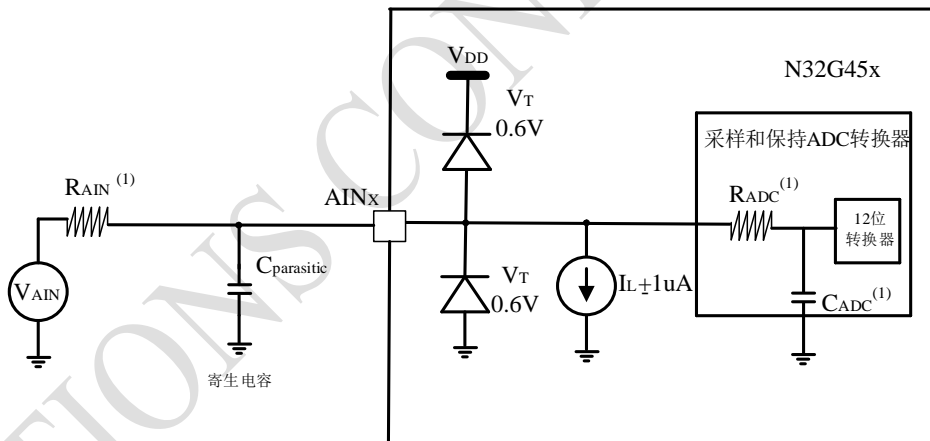 VDD
N32G45x
VT
0.6V
采样和保持ADC转换器
RAIN(1)
AINx
RADC(1)
12位
转换器
VAIN
Cparasitic
VT
0.6V
IL±1uA
CADC(1)
寄生电容
TIONS CON